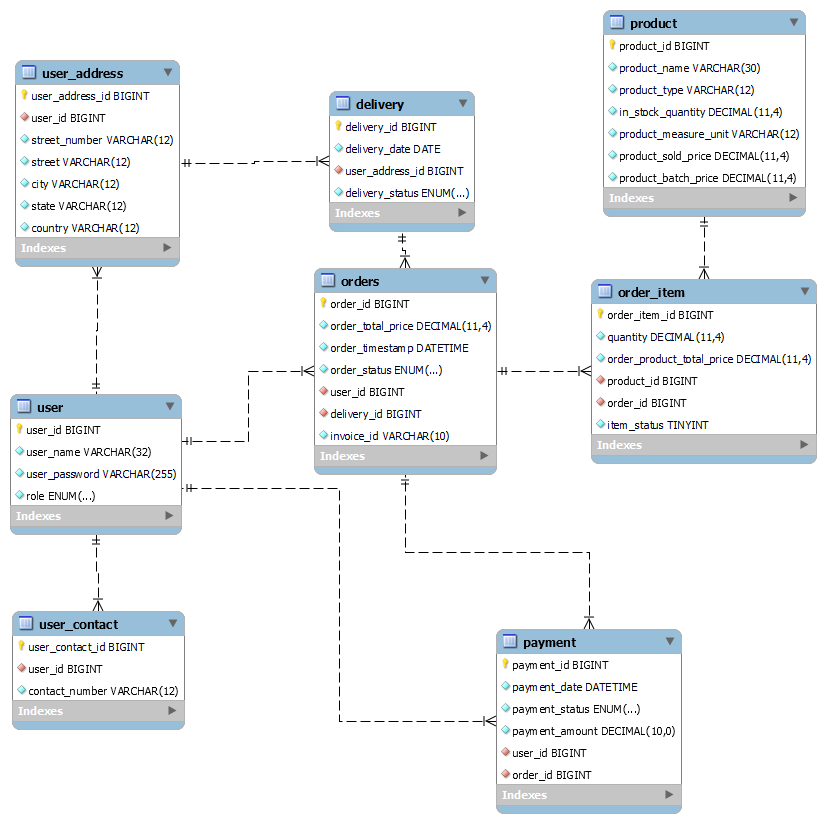 user_address
user_address_id BIGINT
user_id BIGINT
street_number VARCHAR(12)
street VARCHAR(12)
city VARCHAR(12)
state VARCHAR(12)
country VARCHAR(12)
Indexes
delivery
delivery_id BIGINT
delivery_date DATE
user_address_id BIGINT
delivery_status ENUM(...)
Indexes
product
product_id BIGINT
product_name VARCHAR(30)
product_type VARCHAR(12)
in_stock_quantity DECIMAL(11,4)
product_measure_unit VARCHAR(12)
product_sold_price DECIMAL(11,4)
product_batch_price DECIMAL(11,4)
Indexes
orders
order_id BIGINT
order_total_price DECIMAL(11,4)
order_timestamp DATETIME
order_status ENUM(...)
user_id BIGINT
delivery_id BIGINT
invoice_id VARCHAR(10)
Indexes
order_item
order_item_id BIGINT
quantity DECIMAL(11,4)
order_product_total_price DECIMAL(11,4)
product_id BIGINT
order_id BIGINT
item_status TINYINT
Indexes
user
user_id BIGINT
user_name VARCHAR(32)
user_password VARCHAR(255)
role ENUM(...)
Indexes
user_contact
user_contact_id BIGINT
user_id BIGINT
contact_number VARCHAR(12)
Indexes
payment
payment_id BIGINT
payment_date DATETIME
payment_status ENUM(...)
payment_amount DECIMAL(10,0)
user_id BIGINT
order_id BIGINT
Indexes